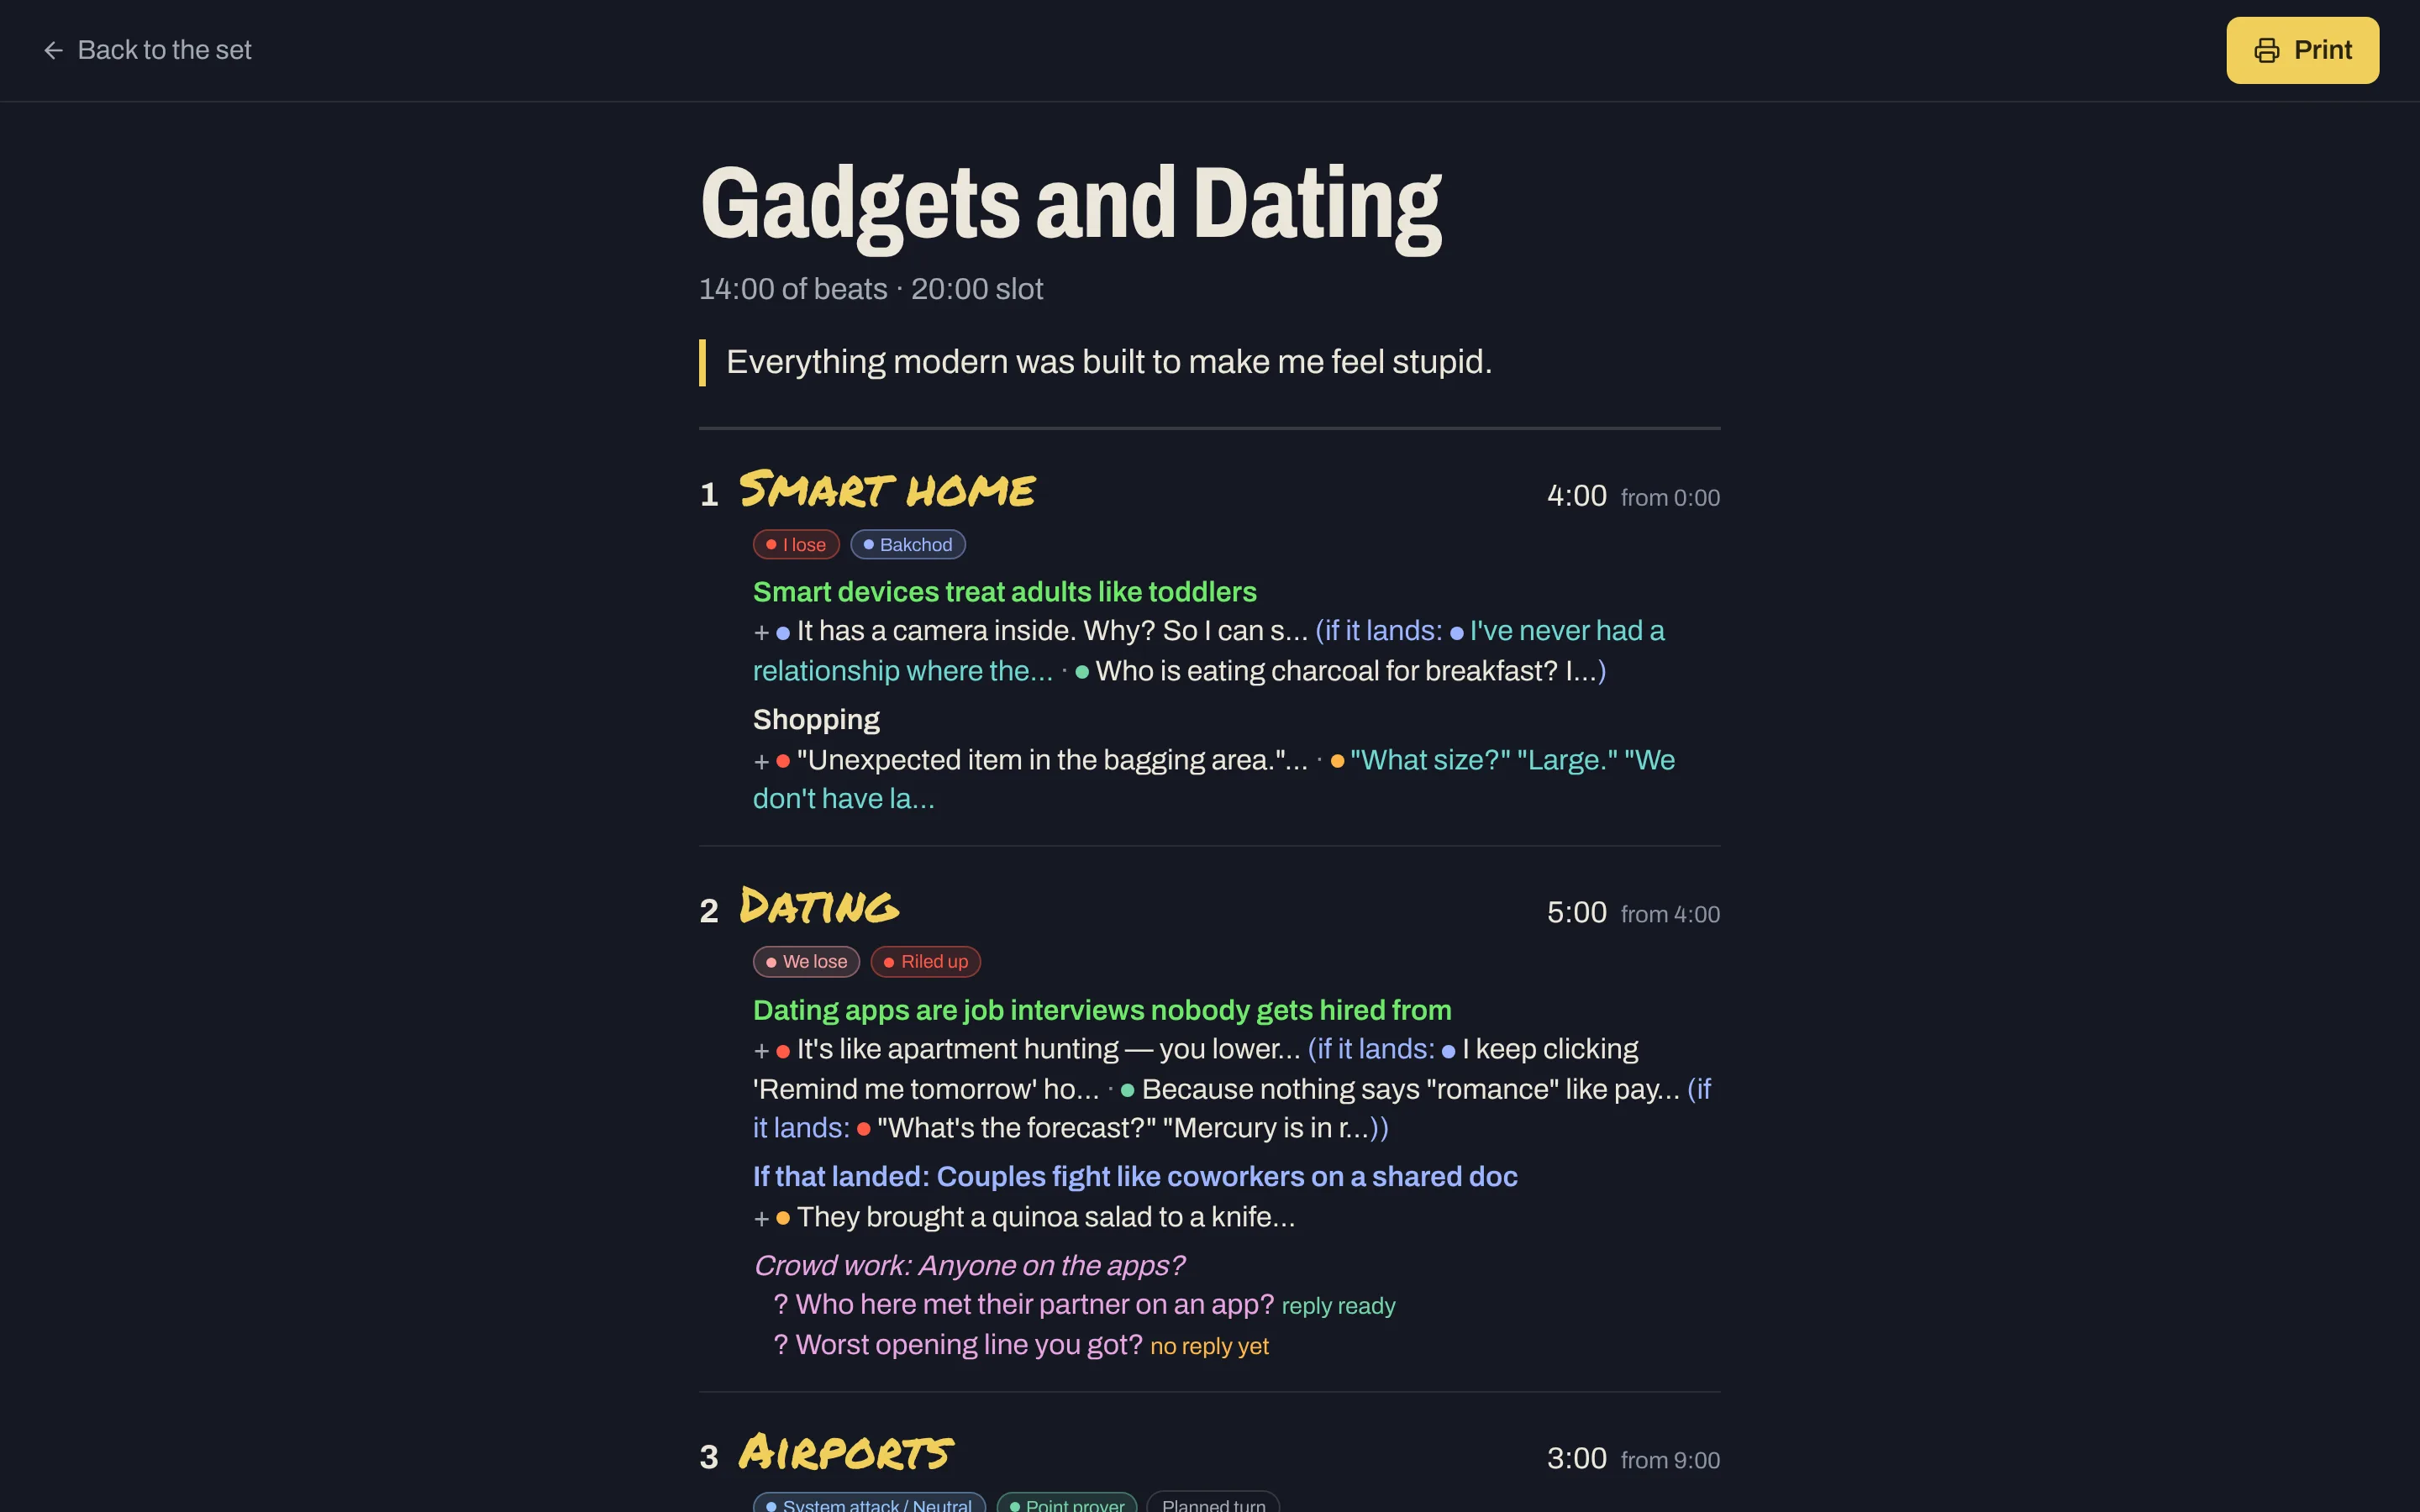 Back to the set
Print
Gadgets and Dating
14:00 of beats · 20:00 slot
Everything modern was built to make me feel stupid.
1 Smart home 4:00 from 0:00
I lose Bakchod
Smart devices treat adults like toddlers
+ It has a camera inside. Why? So I can s... (if it lands: I've never had a
relationship where the... · Who is eating charcoal for breakfast? I...)
Shopping
+ "Unexpected item in the bagging area."... · "What size?" "Large." "We
don't have la...
2 Dating 5:00 from 4:00
We lose Riled up
Dating apps are job interviews nobody gets hired from
+ It's like apartment hunting — you lower... (if it lands: I keep clicking
'Remind me tomorrow' ho... · Because nothing says "romance" like pay... (if
it lands: "What's the forecast?" "Mercury is in r...))
If that landed: Couples fight like coworkers on a shared doc
+ They brought a quinoa salad to a knife...
Crowd work: Anyone on the apps?
? Who here met their partner on an app? reply ready
? Worst opening line you got? no reply yet
3 Airports 3:00 from 9:00
System attack / Neutral Point prover Planned turn